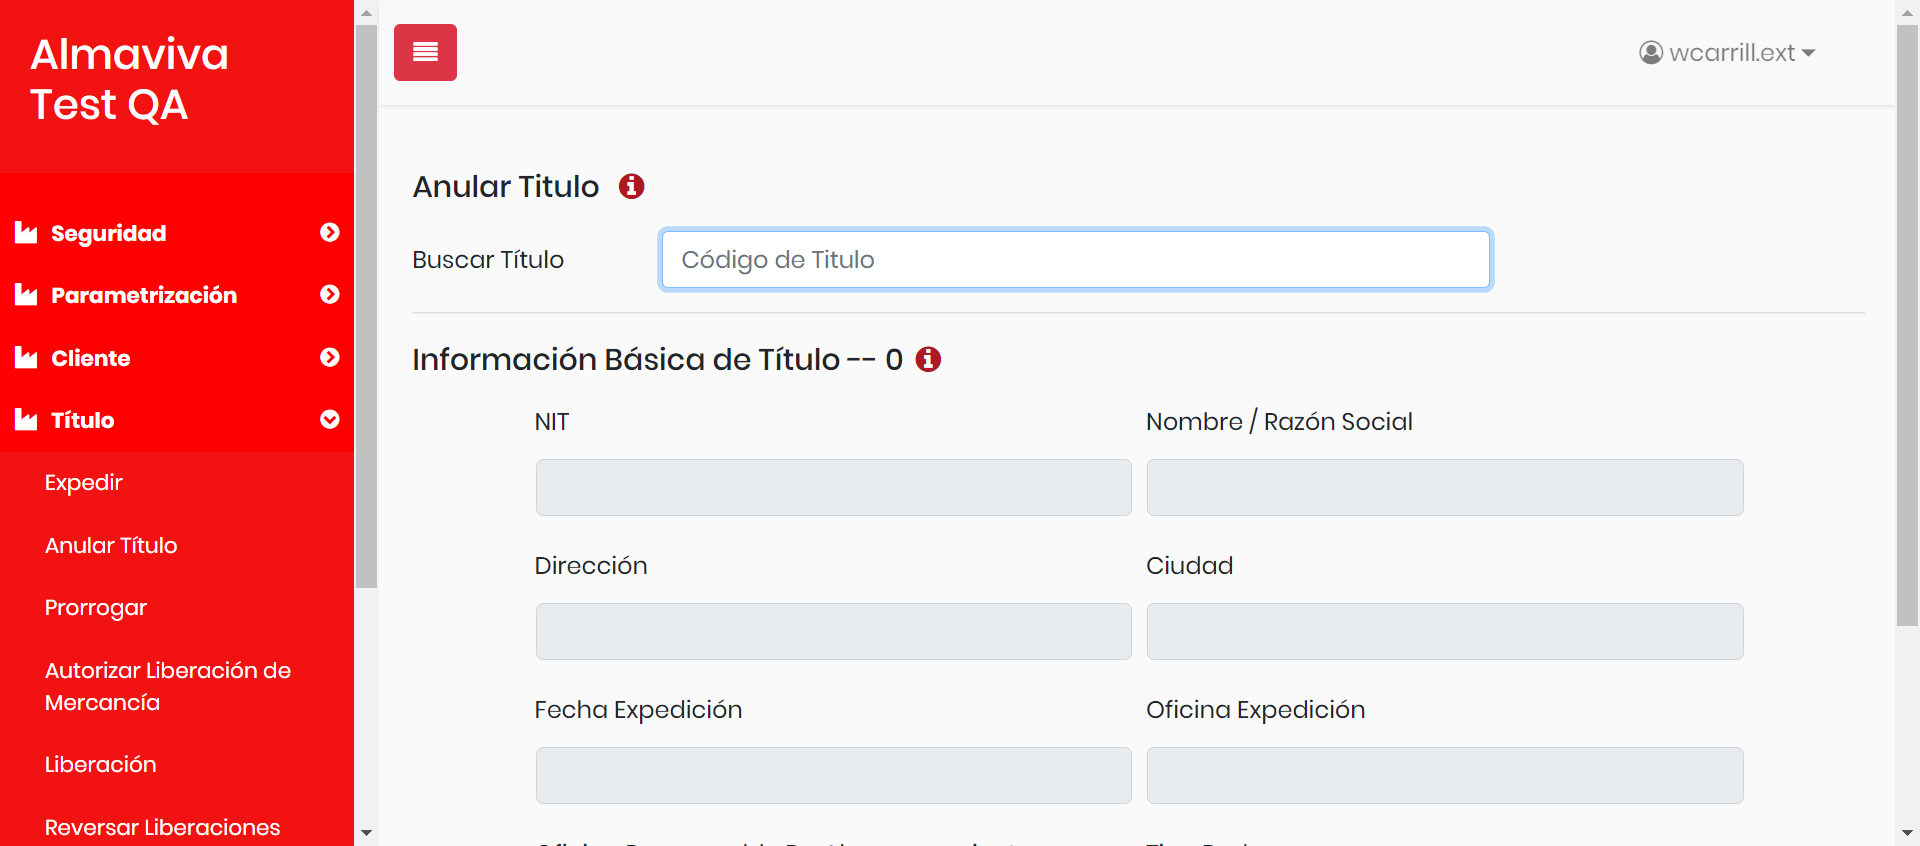 Almaviva
Test QA
Seguridad
Parametrización
Cliente
Título
Expedir
Anular Título
Prorrogar
Autorizar Liberación de
Mercancía
Liberación
Reversar Liberaciones
wcarrill.ext
Anular Titulo
Buscar Título
Código de Titulo
Información Básica de Título -- 0
NIT
Nombre / Razón Social
Dirección
Ciudad
Fecha Expedición
Oficina Expedición